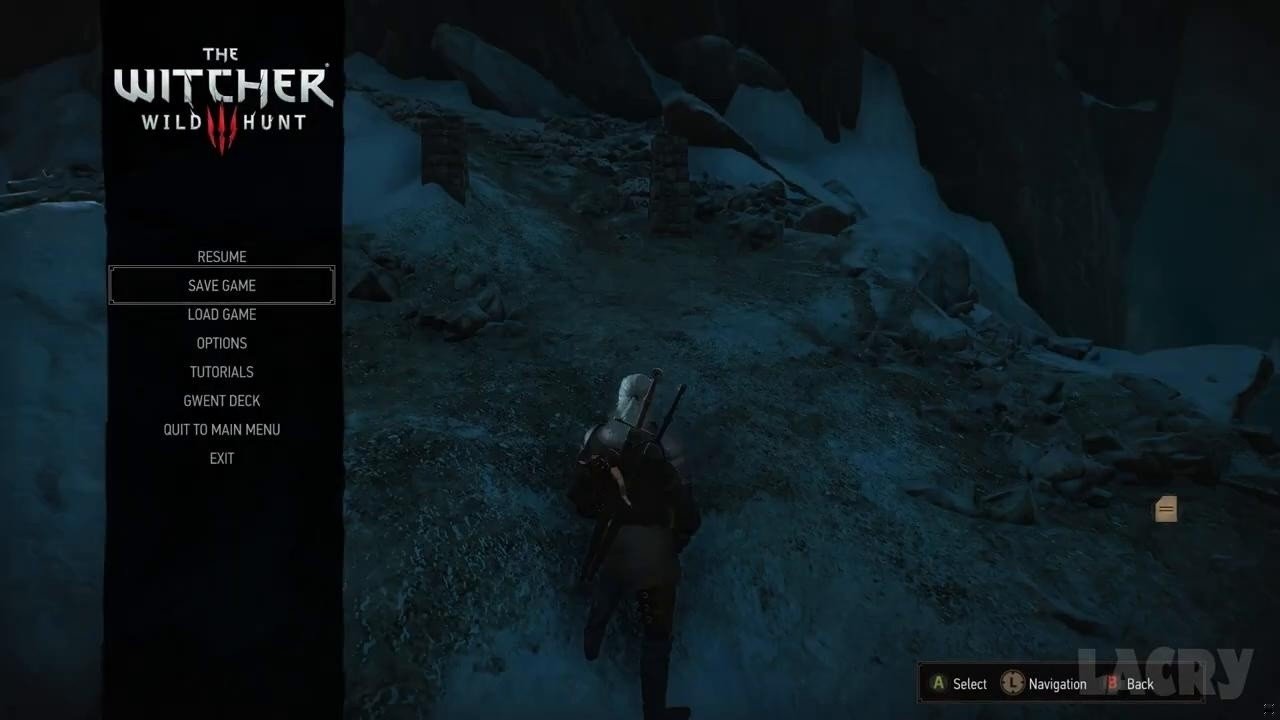 THE
WITCHER
WILD HUNT
RESUME
SAVE GAME
LOAD GAME
OPTIONS
TUTORIALS
GWENT DECK
QUIT TO MAIN MENU
EXIT
A Select L Navigation B Back
LACRY